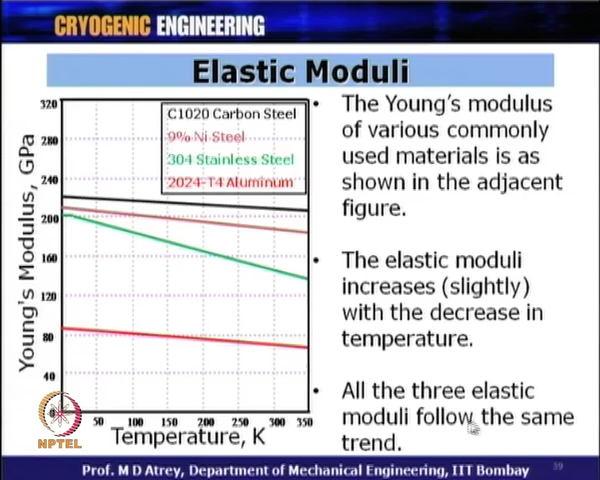 CRYOGENIC ENGINEERING
Elastic Moduli
320
280
240
200
160
120
80
40
0
Young's Modulus, GPa
C1020 Carbon Steel
9% Ni Steel
304 Stainless Steel
2024-T4 Aluminum
50 100 150 200 250 300 350
Temperature, K
• The Young's modulus
of various commonly
used materials is as
shown in the adjacent
figure.
• The elastic moduli
increases (slightly)
with the decrease in
temperature.
• All the three elastic
moduli follow the same
trend.
NPTEL
Prof. M D Atrey, Department of Mechanical Engineering, IIT Bombay
39